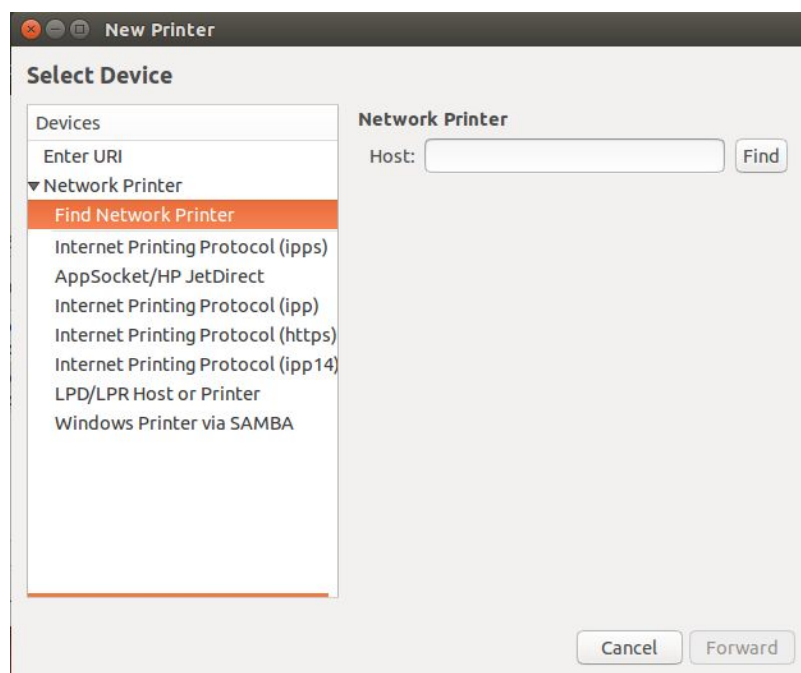 New Printer
Select Device
Devices
Enter URI
Network Printer
Find Network Printer
Internet Printing Protocol (ipps)
AppSocket/HP JetDirect
Internet Printing Protocol (ipp)
Internet Printing Protocol (https)
Internet Printing Protocol (ipp14)
LPD/LPR Host or Printer
Windows Printer via SAMBA
Network Printer
Host:
Find
Cancel
Forward